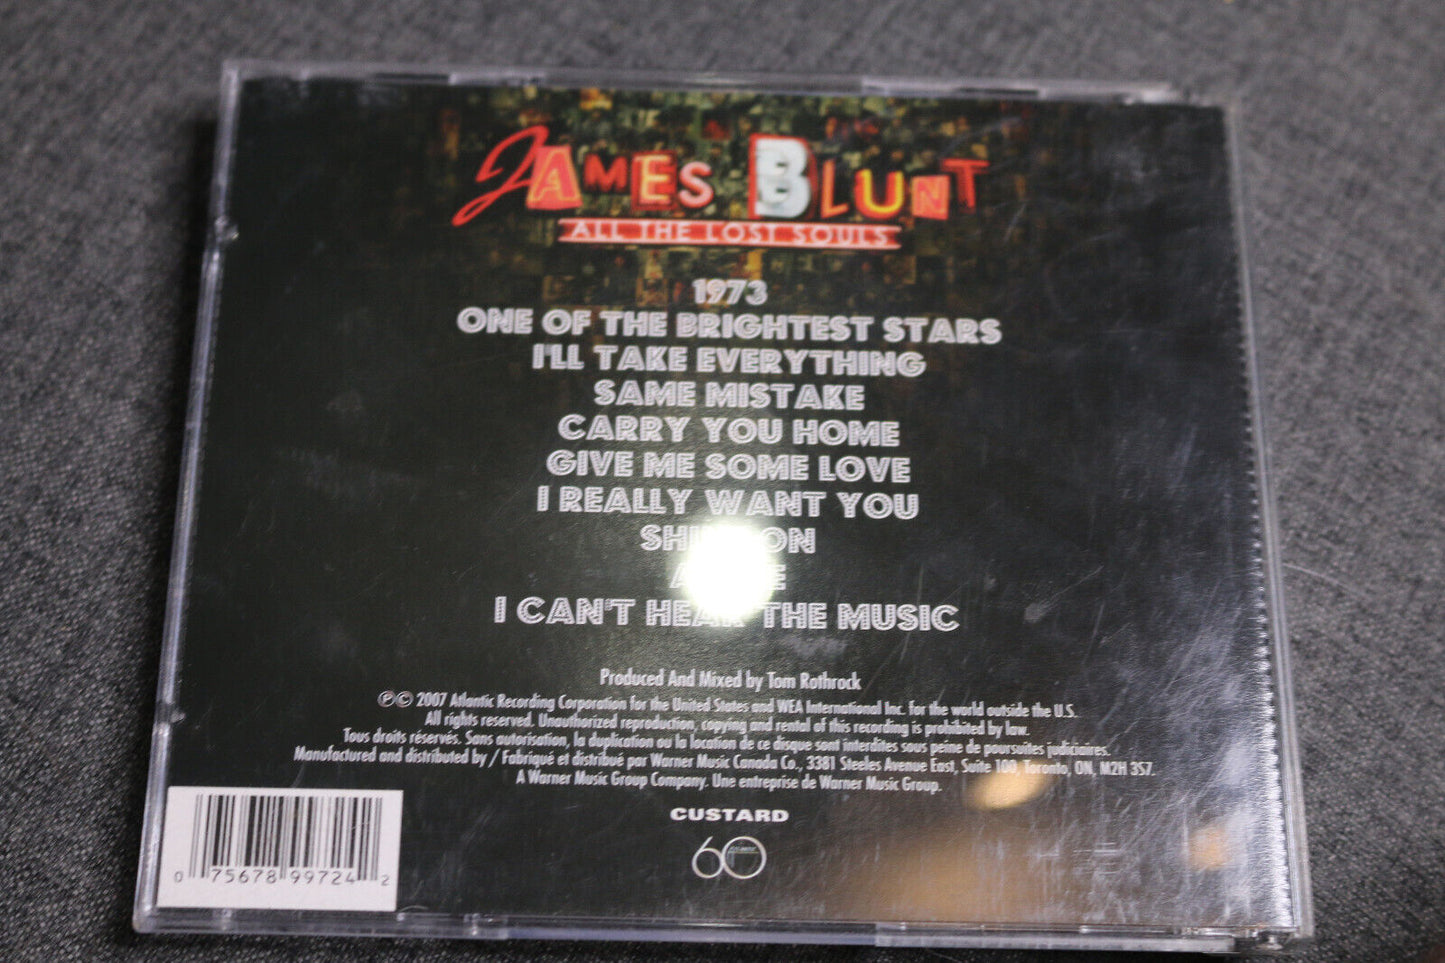 JAMES BLUNT
ALL THE LOST SOULS
1973
ONE OF THE BRIGHTEST STARS
I'LL TAKE EVERYTHING
SAME MISTAKE
CARRY YOU HOME
GIVE ME SOME LOVE
I REALLY WANT YOU
ON
I CAN'T HEAR THE MUSIC
Produced And Mixed by Tom Rothrock
℗© 2007 Atlantic Recording Corporation for the United States and WEA International Inc. for the world outside the U.S.
All rights reserved. Unauthorized reproduction, copying and rental of this recording is prohibited by law.
Tous droits réservés. Sans autorisation, la duplication ou la location de ce disque sont interdites sous peine de poursuites judiciaires.
Manufactured and distributed by / Fabriqué et distribué par Warner Music Canada Co., 3381 Steeles Avenue East, Suite 100, Toronto, ON, M2H 3S7.
A Warner Music Group Company. Une entreprise de Warner Music Group.
CUSTARD
60
0 75678 99724 2